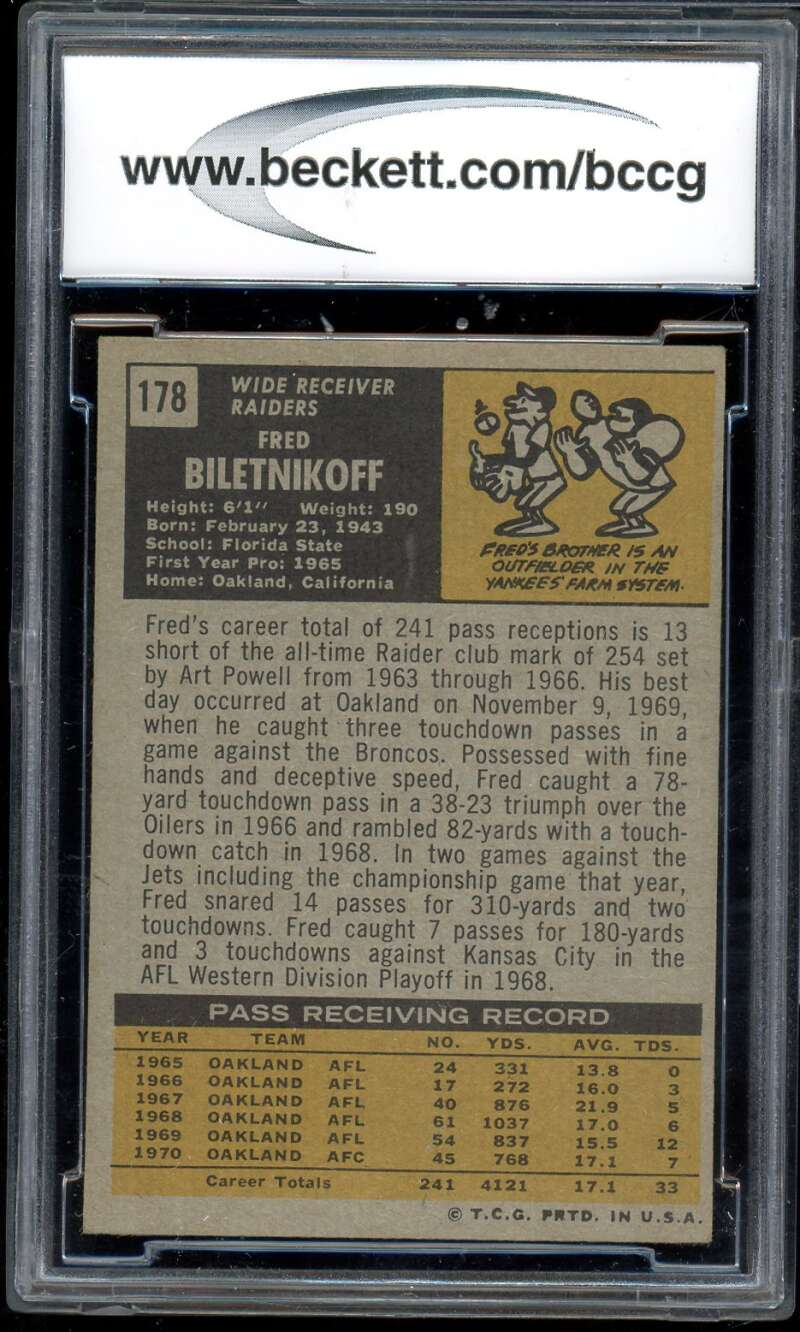 www.beckett.com/bccg
178
WIDE RECEIVER
RAIDERS
FRED
BILETNIKOFF
Height: 6'1" Weight: 190
Born: February 23, 1943
School: Florida State
First Year Pro: 1965
Home: Oakland, California
FRED'S BROTHER IS AN
OUTFIELDER IN THE
YANKEES' FARM SYSTEM.
Fred's career total of 241 pass receptions is 13
short of the all-time Raider club mark of 254 set
by Art Powell from 1963 through 1966. His best
day occurred at Oakland on November 9, 1969,
when he caught three touchdown passes in a
game against the Broncos. Possessed with fine
hands and deceptive speed, Fred caught a 78-
yard touchdown pass in a 38-23 triumph over the
Oilers in 1966 and rambled 82-yards with a touch-
down catch in 1968. In two games against the
Jets including the championship game that year,
Fred snared 14 passes for 310-yards and two
touchdowns. Fred caught 7 passes for 180-yards
and 3 touchdowns against Kansas City in the
AFL Western Division Playoff in 1968.
PASS RECEIVING RECORD
YEAR TEAM NO. YDS. AVG. TDS.
1965 OAKLAND AFL 24 331 13.8 0
1966 OAKLAND AFL 17 272 16.0 3
1967 OAKLAND AFL 40 876 21.9 5
1968 OAKLAND AFL 61 1037 17.0 6
1969 OAKLAND AFL 54 837 15.5 12
1970 OAKLAND AFC 45 768 17.1 7
Career Totals 241 4121 17.1 33
© T.C.G. PRTD. IN U.S.A.